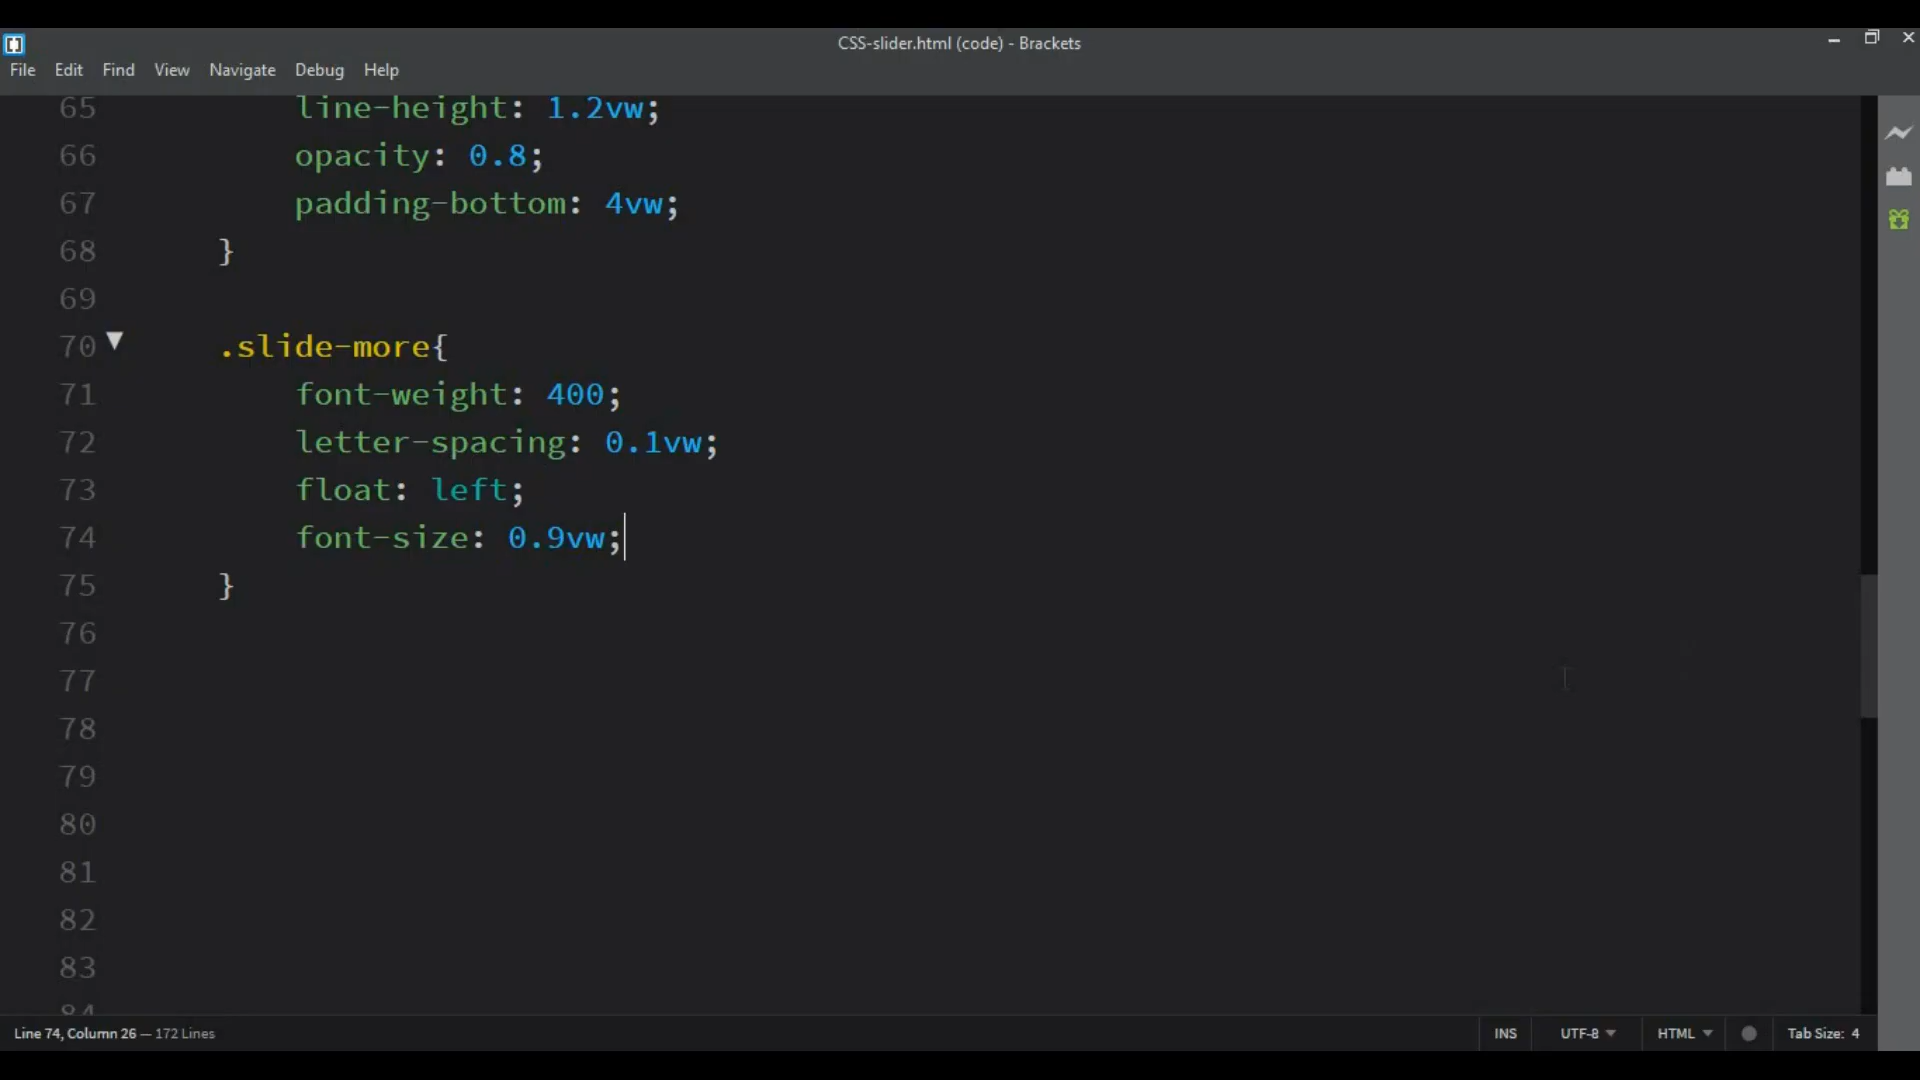 CSS-slider.html (code) - Brackets
File Edit Find View Navigate Debug Help
65 line-height: 1.2vw;
66 opacity: 0.8;
67 padding-bottom: 4vw;
68 }
69
70 .slide-more{
71 font-weight: 400;
72 letter-spacing: 0.1vw;
73 float: left;
74 font-size: 0.9vw;
75 }
76
77
78
79
80
81
82
83
84
Line 74, Column 26 — 172 Lines INS UTF-8 HTML Tab Size: 4